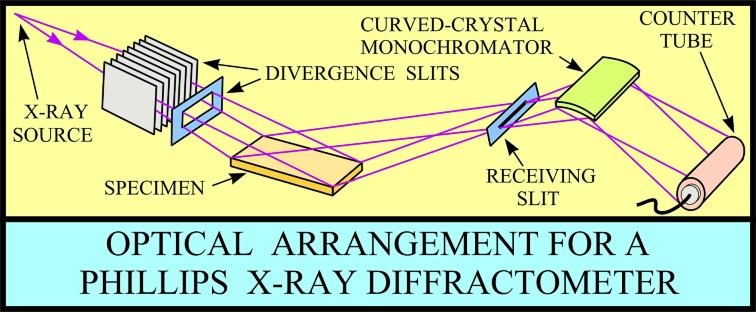 X-RAY
SOURCE
DIVERGENCE SLITS
SPECIMEN
CURVED-CRYSTAL
MONOCHROMATOR
RECEIVING
SLIT
COUNTER
TUBE
OPTICAL ARRANGEMENT FOR A
PHILLIPS X-RAY DIFFRACTOMETER